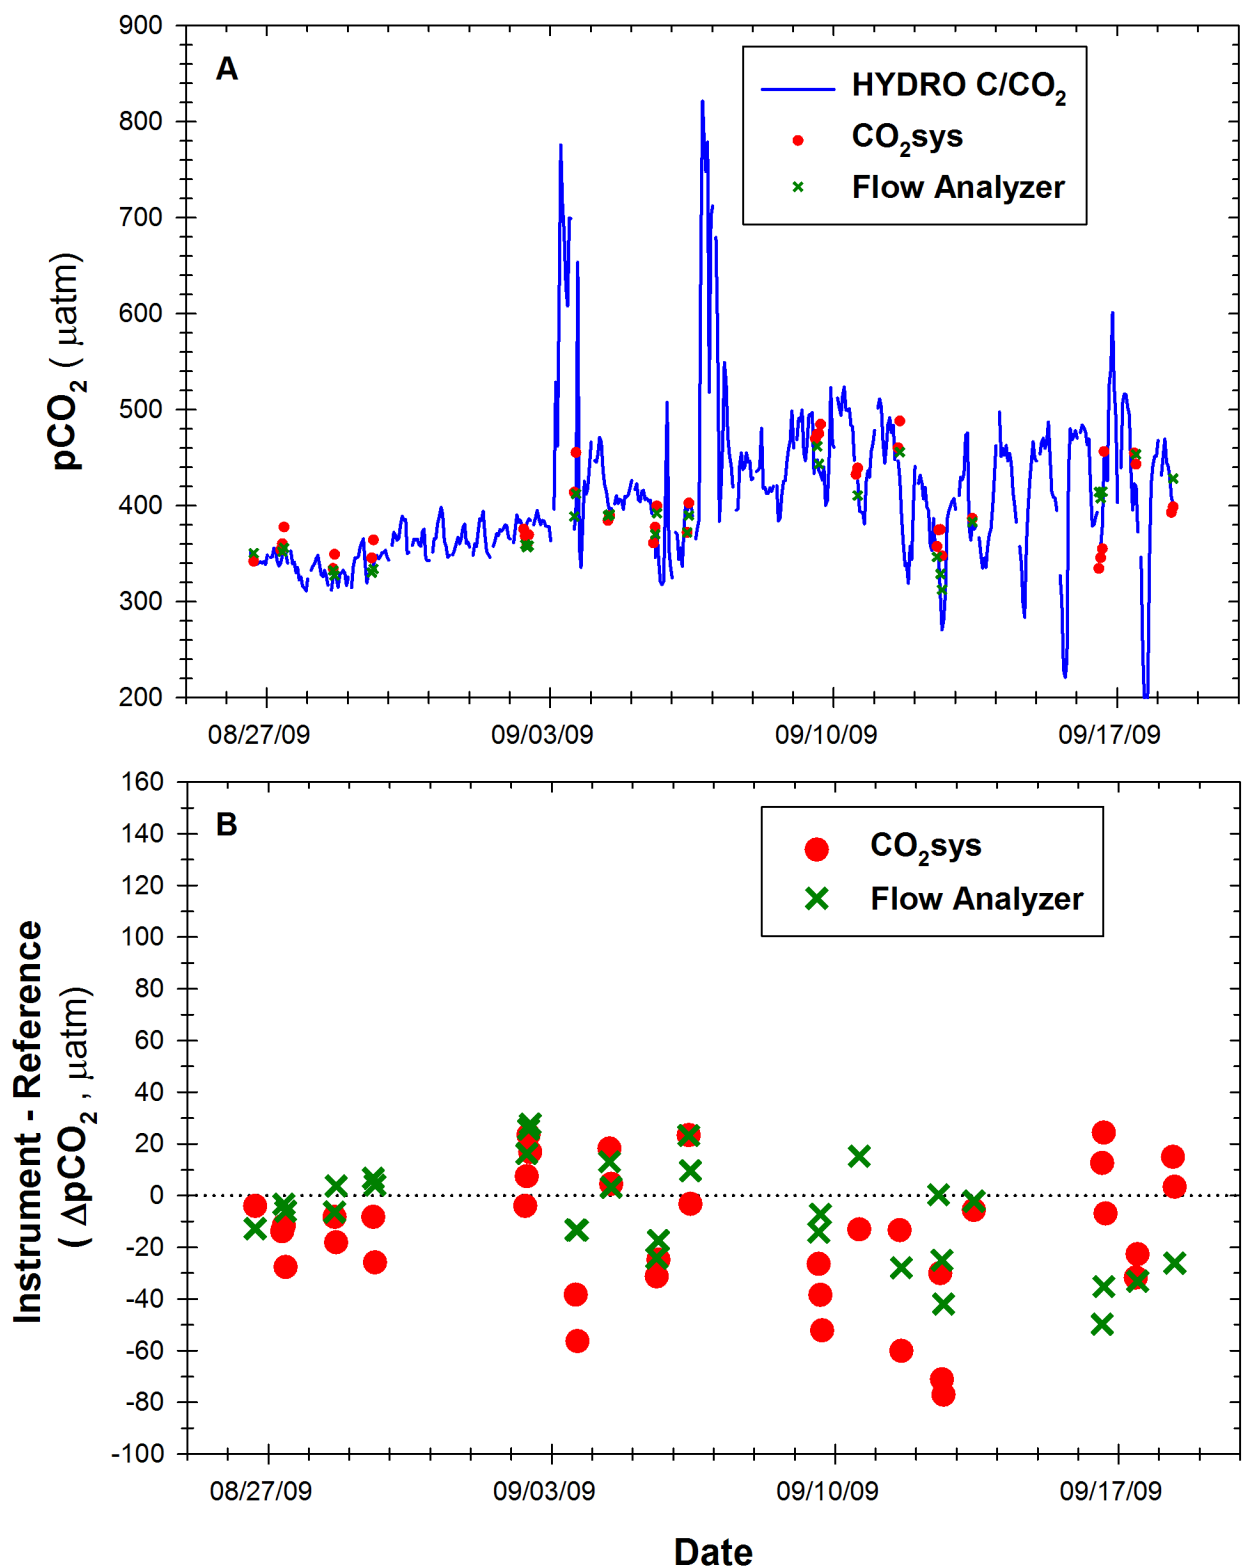 900
800
700
600
500
400
300
200
pCO2 ( µatm)
A
HYDRO C/CO2
CO2sys
Flow Analyzer
08/27/09 09/03/09 09/10/09 09/17/09
160
140
120
100
80
60
40
20
0
-20
-40
-60
-80
-100
Instrument - Reference
( ΔpCO2 , µatm)
B
CO2sys
Flow Analyzer
08/27/09 09/03/09 09/10/09 09/17/09
Date